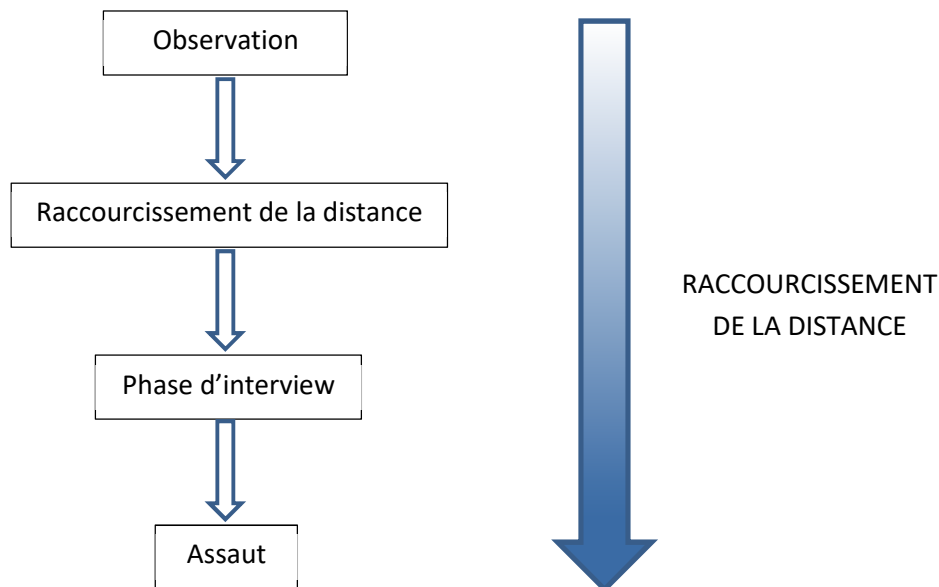 Observation
Raccourcissement de la distance
RACCOURCISSEMENT
DE LA DISTANCE
Phase d’interview
Assaut